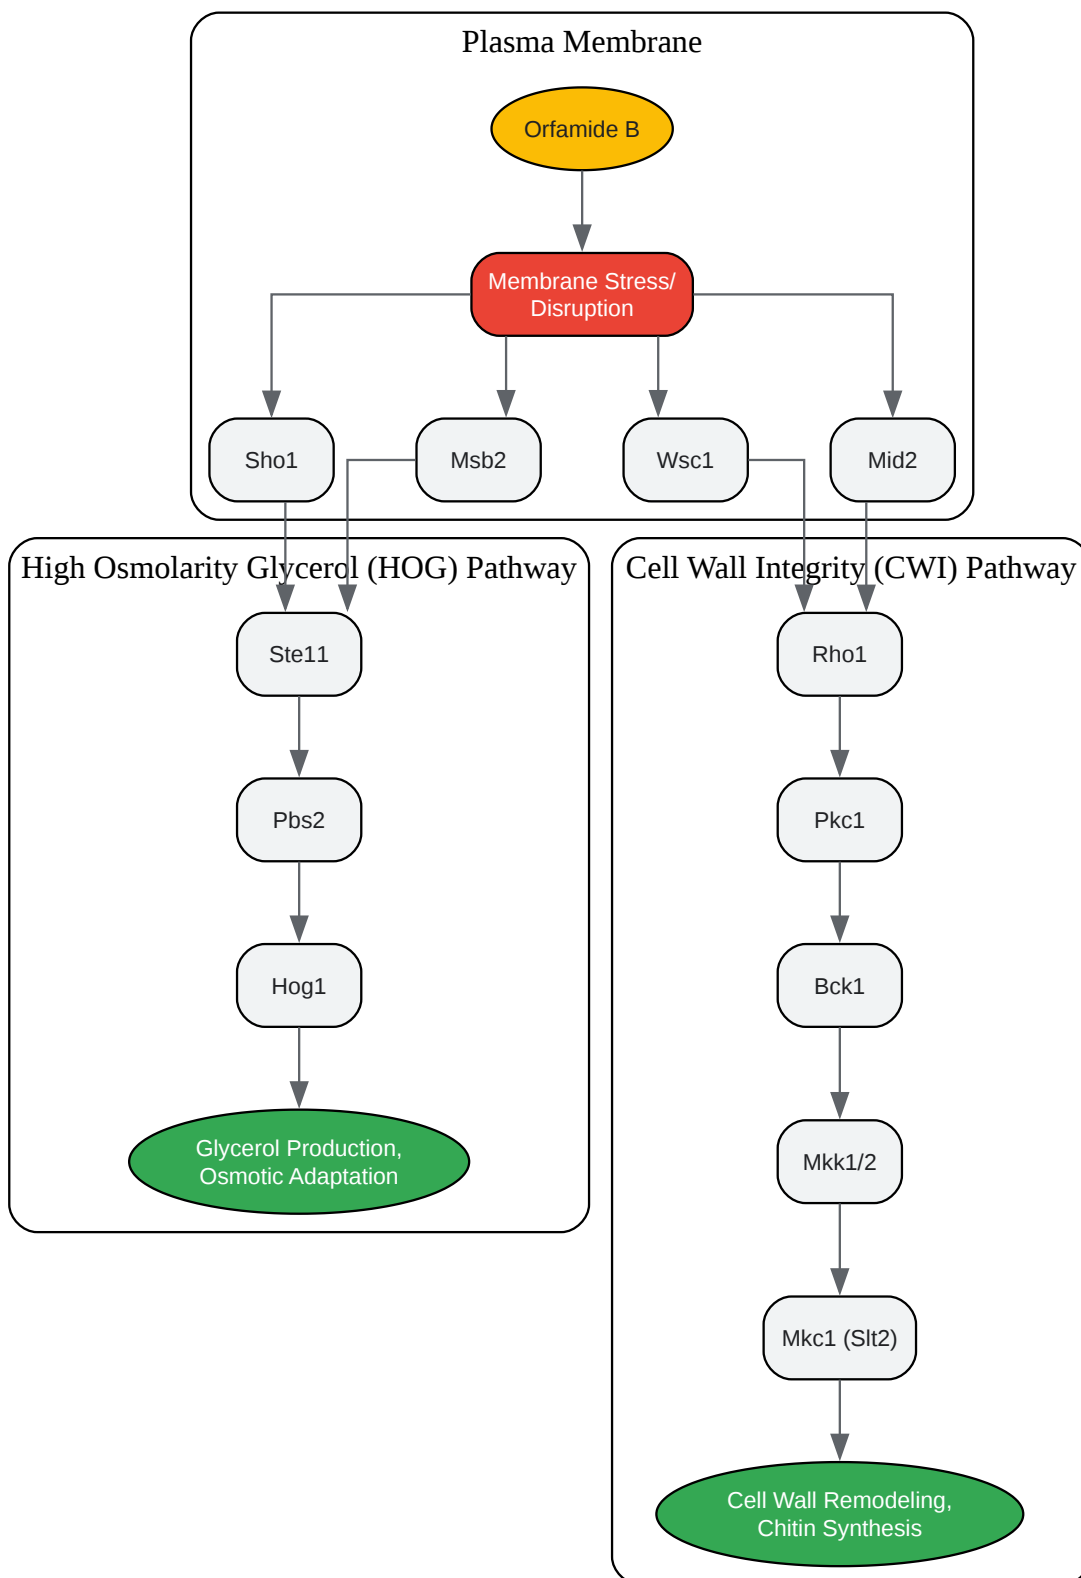 Plasma Membrane
Orfamide B
Membrane Stress/
Disruption
Sho1
Msb2
Wsc1
Mid2
High Osmolarity Glycerol (HOG) Pathway
Ste11
Pbs2
Hog1
Glycerol Production,
Osmotic Adaptation
Cell Wall Integrity (CWI) Pathway
Rho1
Pkc1
Bck1
Mkk1/2
Mkc1 (Slt2)
Cell Wall Remodeling,
Chitin Synthesis